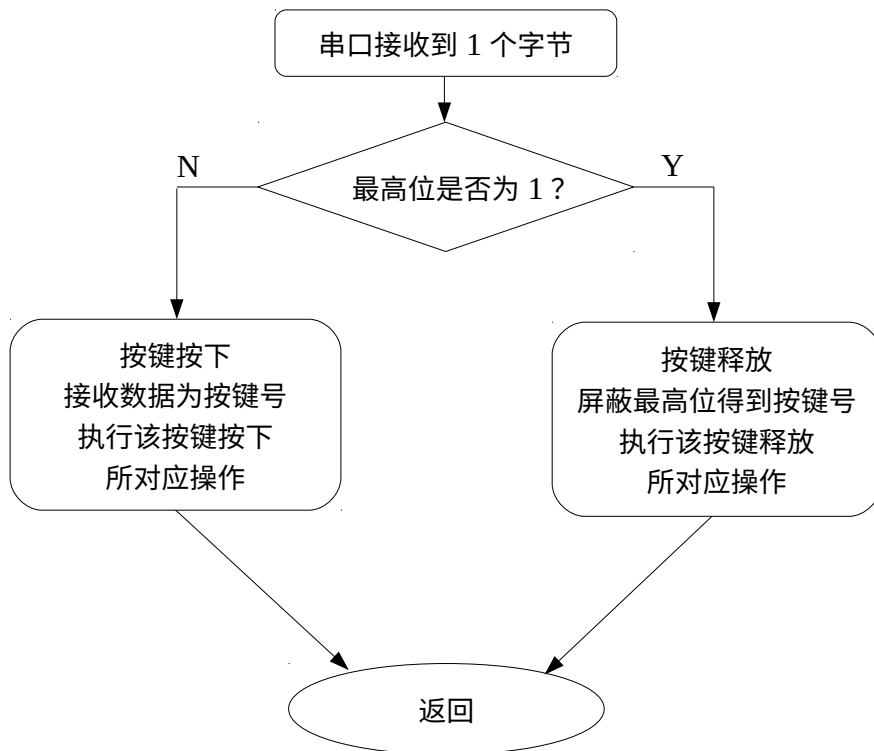 串口接收到 1 个字节
N
Y
最高位是否为 1？
按键按下
接收数据为按键号
执行该按键按下
所对应操作
按键释放
屏蔽最高位得到按键号
执行该按键释放
所对应操作
返回